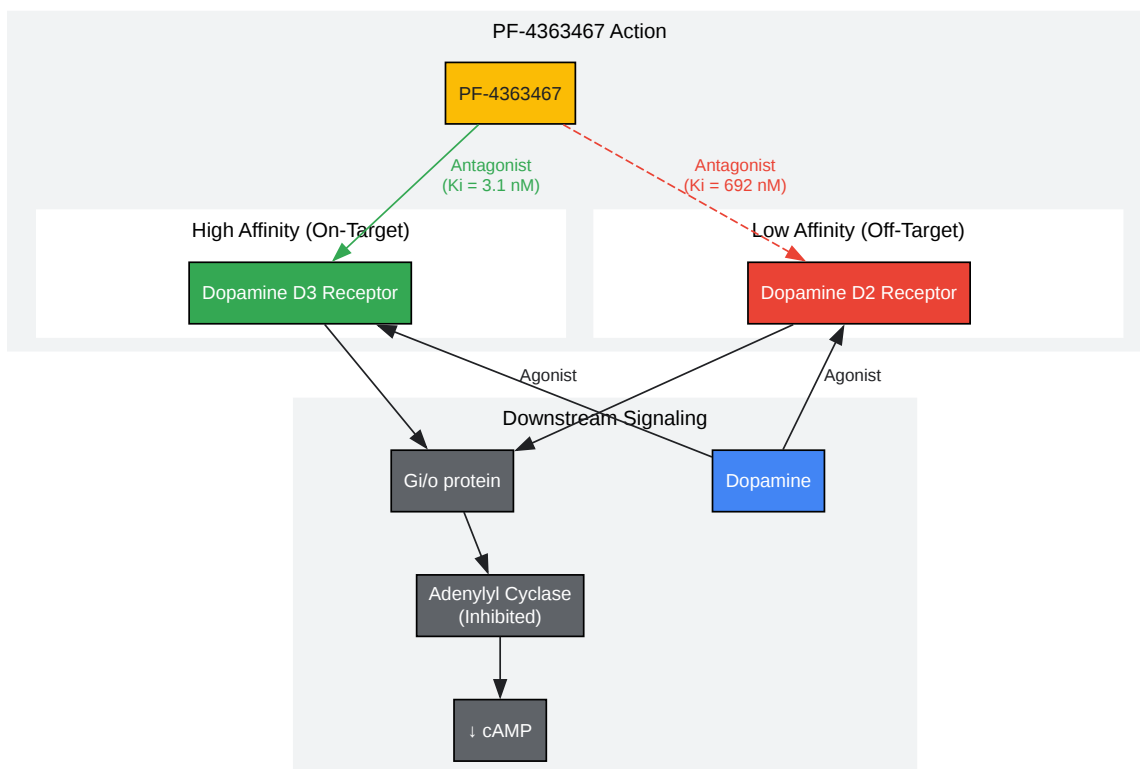 PF-4363467 Action
PF-4363467
Antagonist
(Ki = 3.1 nM)
Antagonist
(Ki = 692 nM)
High Affinity (On-Target)
Low Affinity (Off-Target)
Dopamine D3 Receptor
Dopamine D2 Receptor
Agonist
Agonist
Downstream Signaling
Gi/o protein
Dopamine
Adenylyl Cyclase
(Inhibited)
↓ cAMP